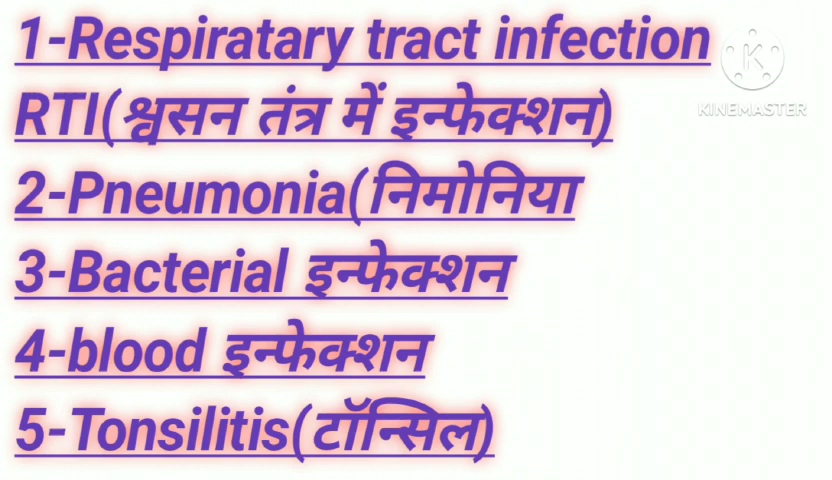 1-Respiratary tract infection
RTI(श्वसन तंत्र में इन्फेक्शन)
2-Pneumonia(निमोनिया
3-Bacterial इन्फेक्शन
4-blood इन्फेक्शन
5-Tonsilitis(टॉन्सिल)
K
KINEMASTER